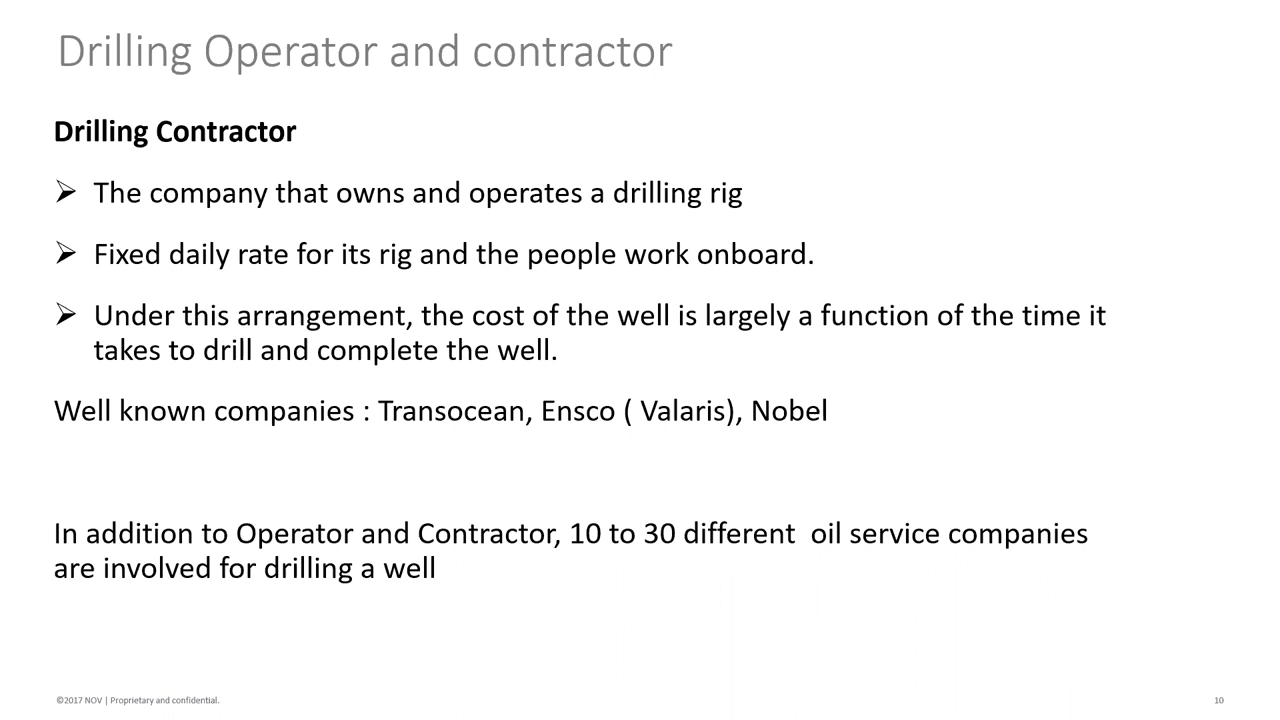 Drilling Operator and contractor
Drilling Contractor
➢ The company that owns and operates a drilling rig
➢ Fixed daily rate for its rig and the people work onboard.
➢ Under this arrangement, the cost of the well is largely a function of the time it
takes to drill and complete the well.
Well known companies : Transocean, Ensco ( Valaris), Nobel
In addition to Operator and Contractor, 10 to 30 different  oil service companies
are involved for drilling a well
©2017 NOV | Proprietary and confidential.
10